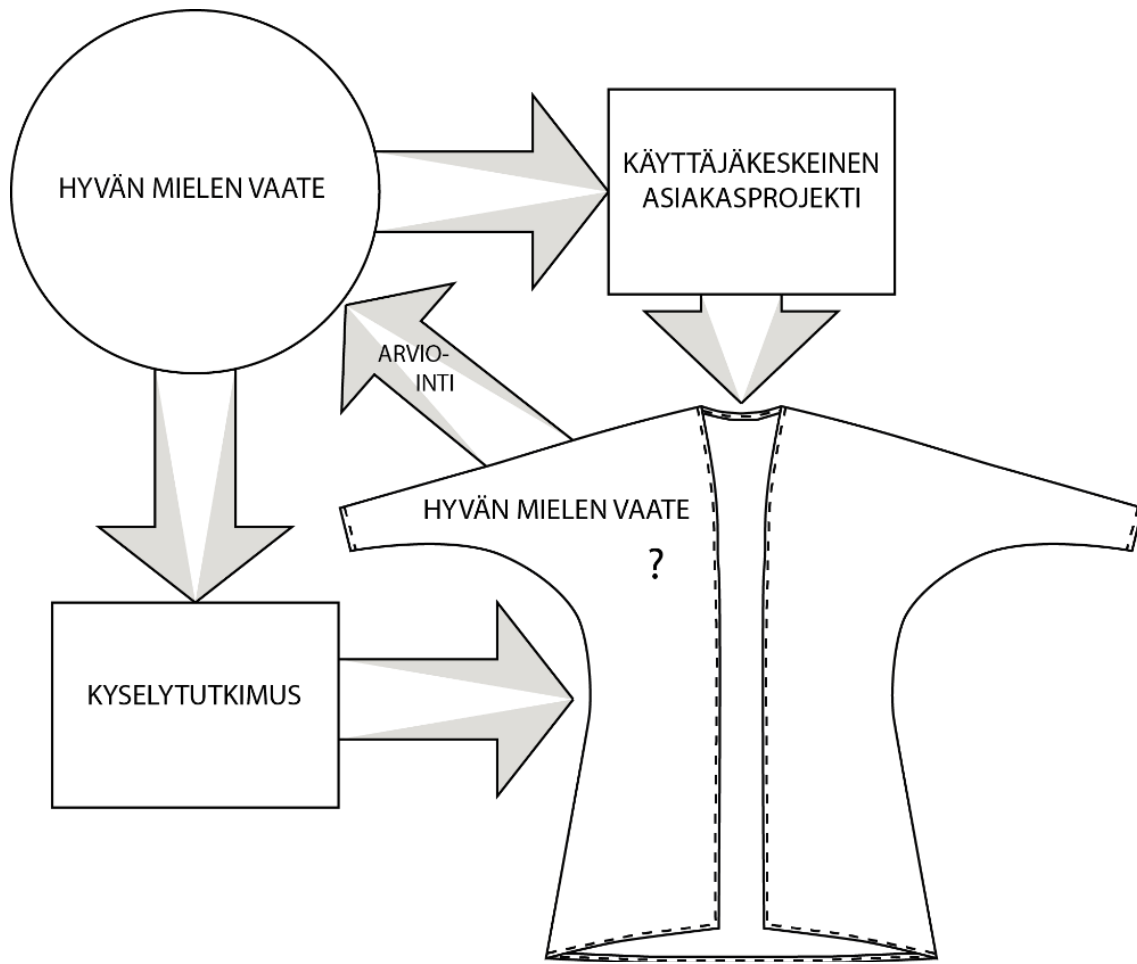 HYVÄN MIELEN VAATE
KÄYTTÄJÄKESKEINEN
ASIAKASPROJEKTI
ARVIO-
INTI
HYVÄN MIELEN VAATE
?
KYSELYTUTKIMUS